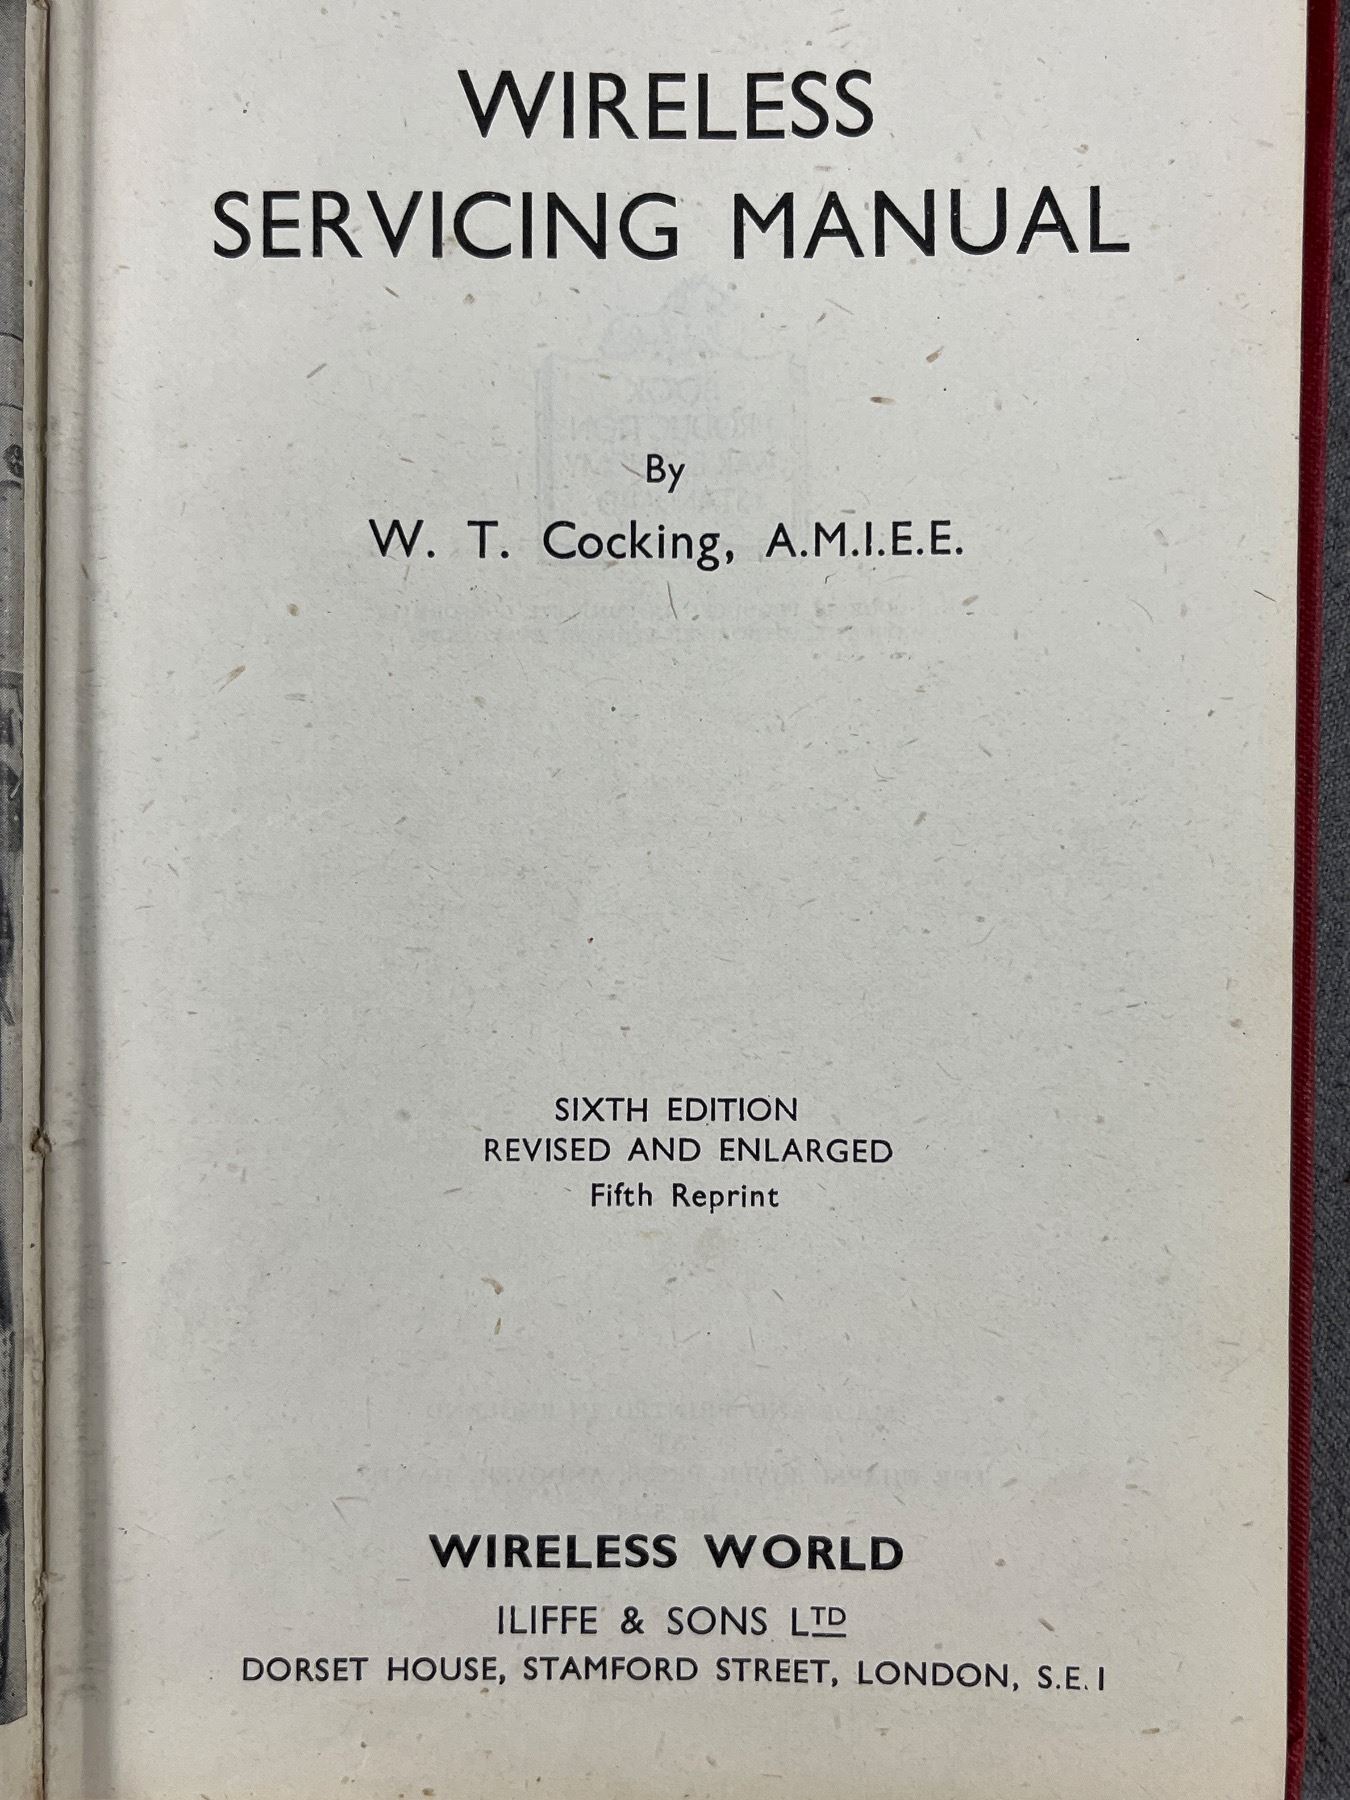 WIRELESS
SERVICING MANUAL
By
W. T. Cocking, A.M.I.E.E.
SIXTH EDITION
REVISED AND ENLARGED
Fifth Reprint
WIRELESS WORLD
ILIFFE & SONS LTD
DORSET HOUSE, STAMFORD STREET, LONDON, S.E.1